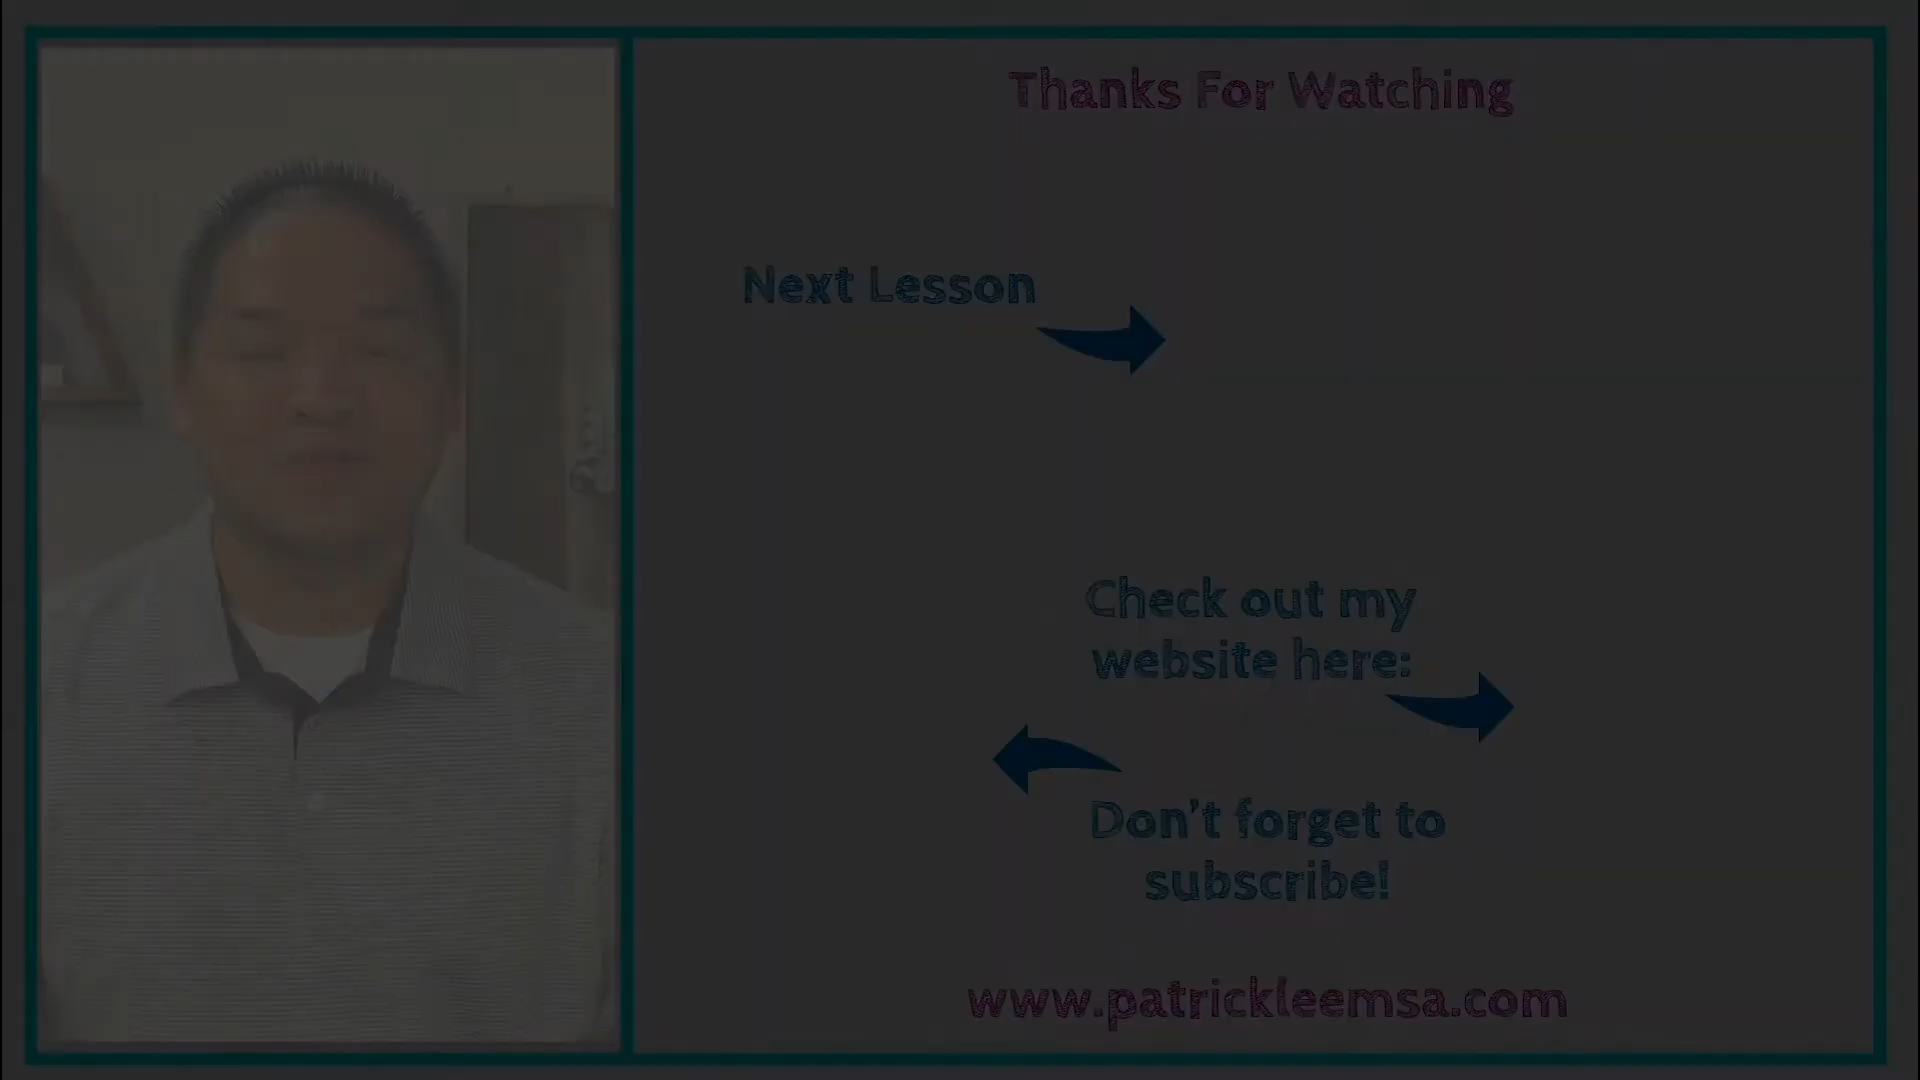 Thanks For Watching
Next Lesson
Check out my
website here:
Don't forget to
subscribe!
www.patrickleemsa.com